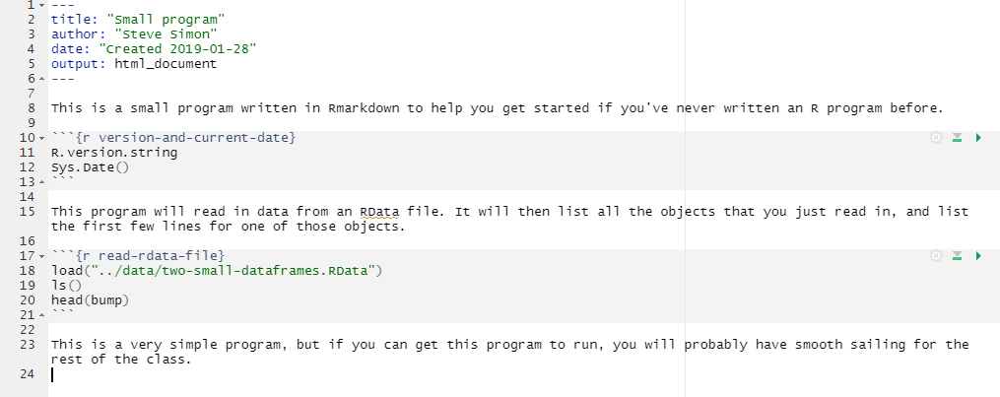 1 ---
2 title: "Small program"
3 author: "Steve Simon"
4 date: "Created 2019-01-28"
5 output: html_document
6 ---
7
8 This is a small program written in Rmarkdown to help you get started if you've never written an R program before.
9
10 ```{r version-and-current-date}
11 R.version.string
12 Sys.Date()
13 ```
14
15 This program will read in data from an RData file. It will then list all the objects that you just read in, and list
the first few lines for one of those objects.
16
17 ```{r read-rdata-file}
18 load("../data/two-small-dataframes.RData")
19 ls()
20 head(bump)
21 ```
22
23 This is a very simple program, but if you can get this program to run, you will probably have smooth sailing for the
rest of the class.
24